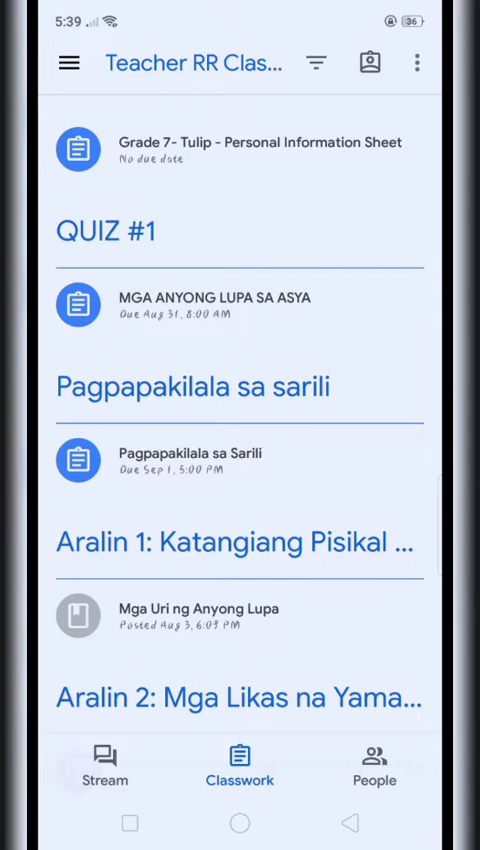 5:39
36
Teacher RR Clas...
Grade 7- Tulip - Personal Information Sheet
No due date
QUIZ #1
MGA ANYONG LUPA SA ASYA
Due Aug 31, 8:00 AM
Pagpapakilala sa sarili
Pagpapakilala sa Sarili
Due Sep 1, 5:00 PM
Aralin 1: Katangiang Pisikal ...
Mga Uri ng Anyong Lupa
Posted Aug 3, 6:09 PM
Aralin 2: Mga Likas na Yama...
Stream
Classwork
People